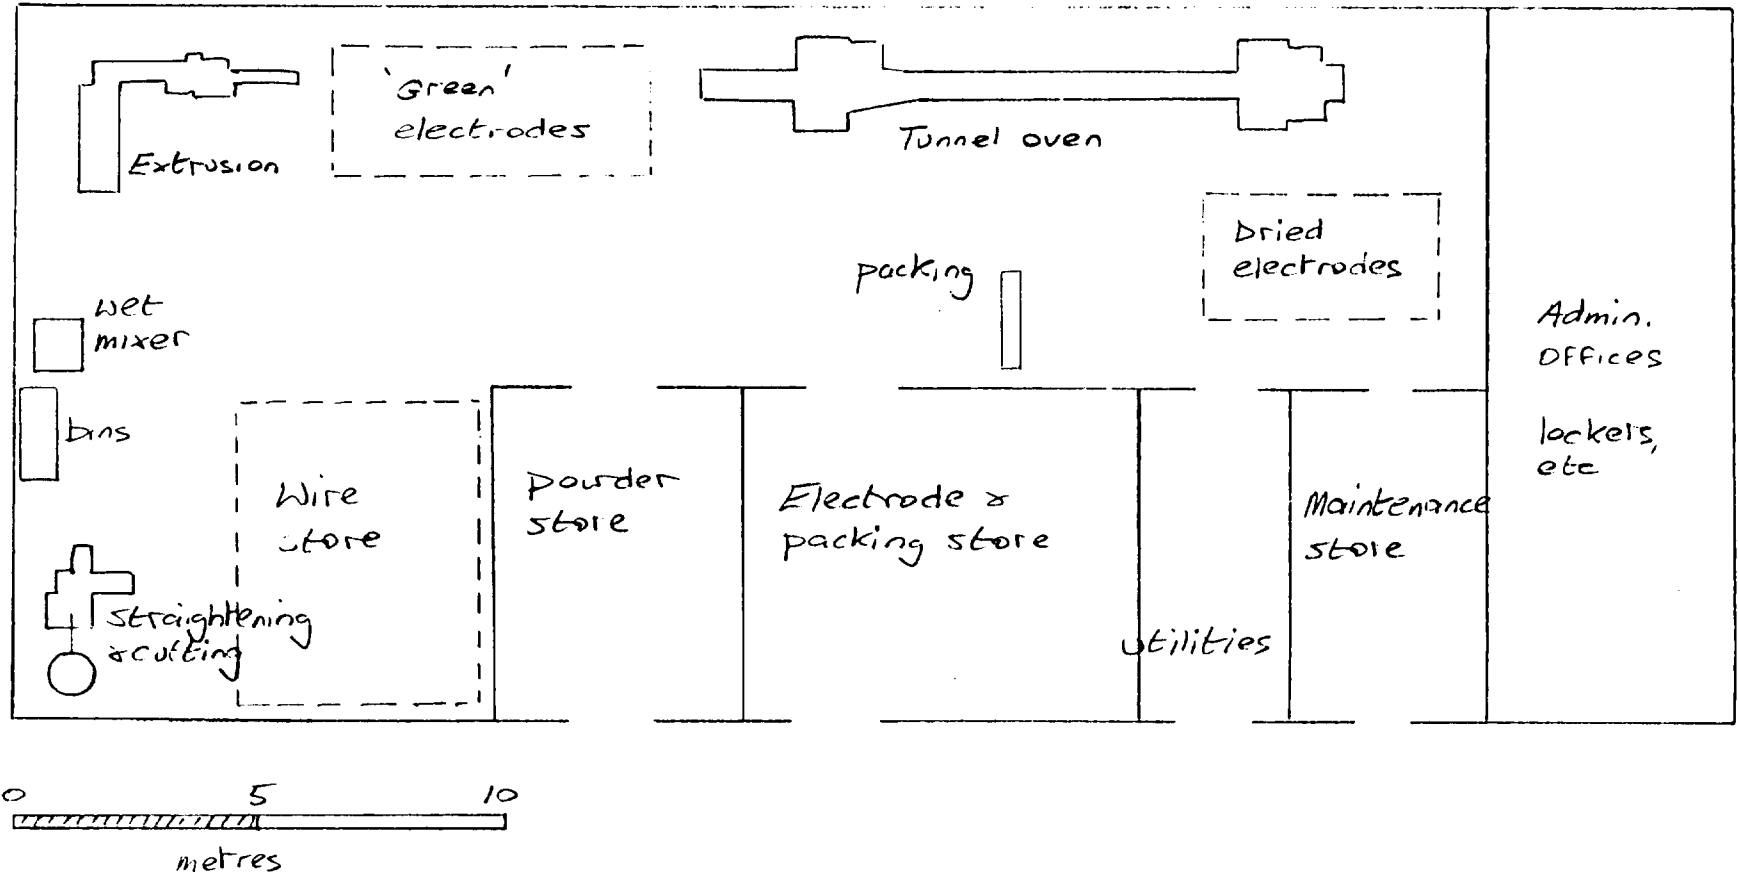 'Green'
electrodes
Extrusion
Tunnel oven
Dried
electrodes
packing
wet
mixer
Admin.
offices
lockers,
etc
bins
Wire
store
powder
store
Electrode &
packing store
Maintenance
store
straightening
& cutting
utilities
0 5 10
metres